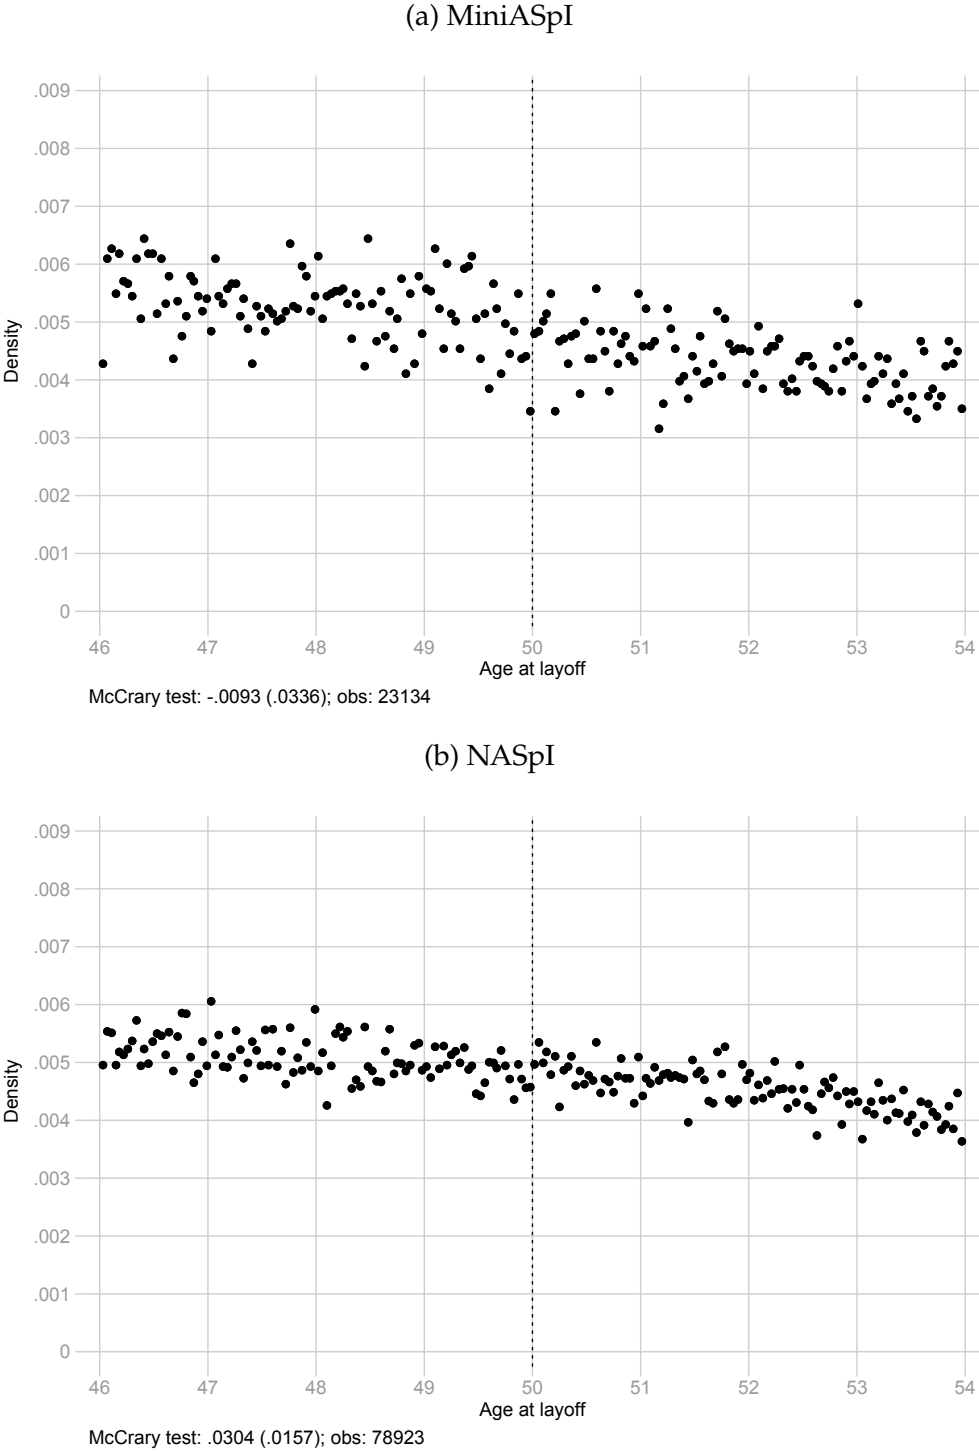 (a) MiniASpI
.009
.008
.007
.006
.005
.004
.003
.002
.001
0
Density
46 47 48 49 50 51 52 53 54
Age at layoff
McCrary test: -.0093 (.0336); obs: 23134
(b) NASpI
.009
.008
.007
.006
.005
.004
.003
.002
.001
0
Density
46 47 48 49 50 51 52 53 54
Age at layoff
McCrary test: .0304 (.0157); obs: 78923